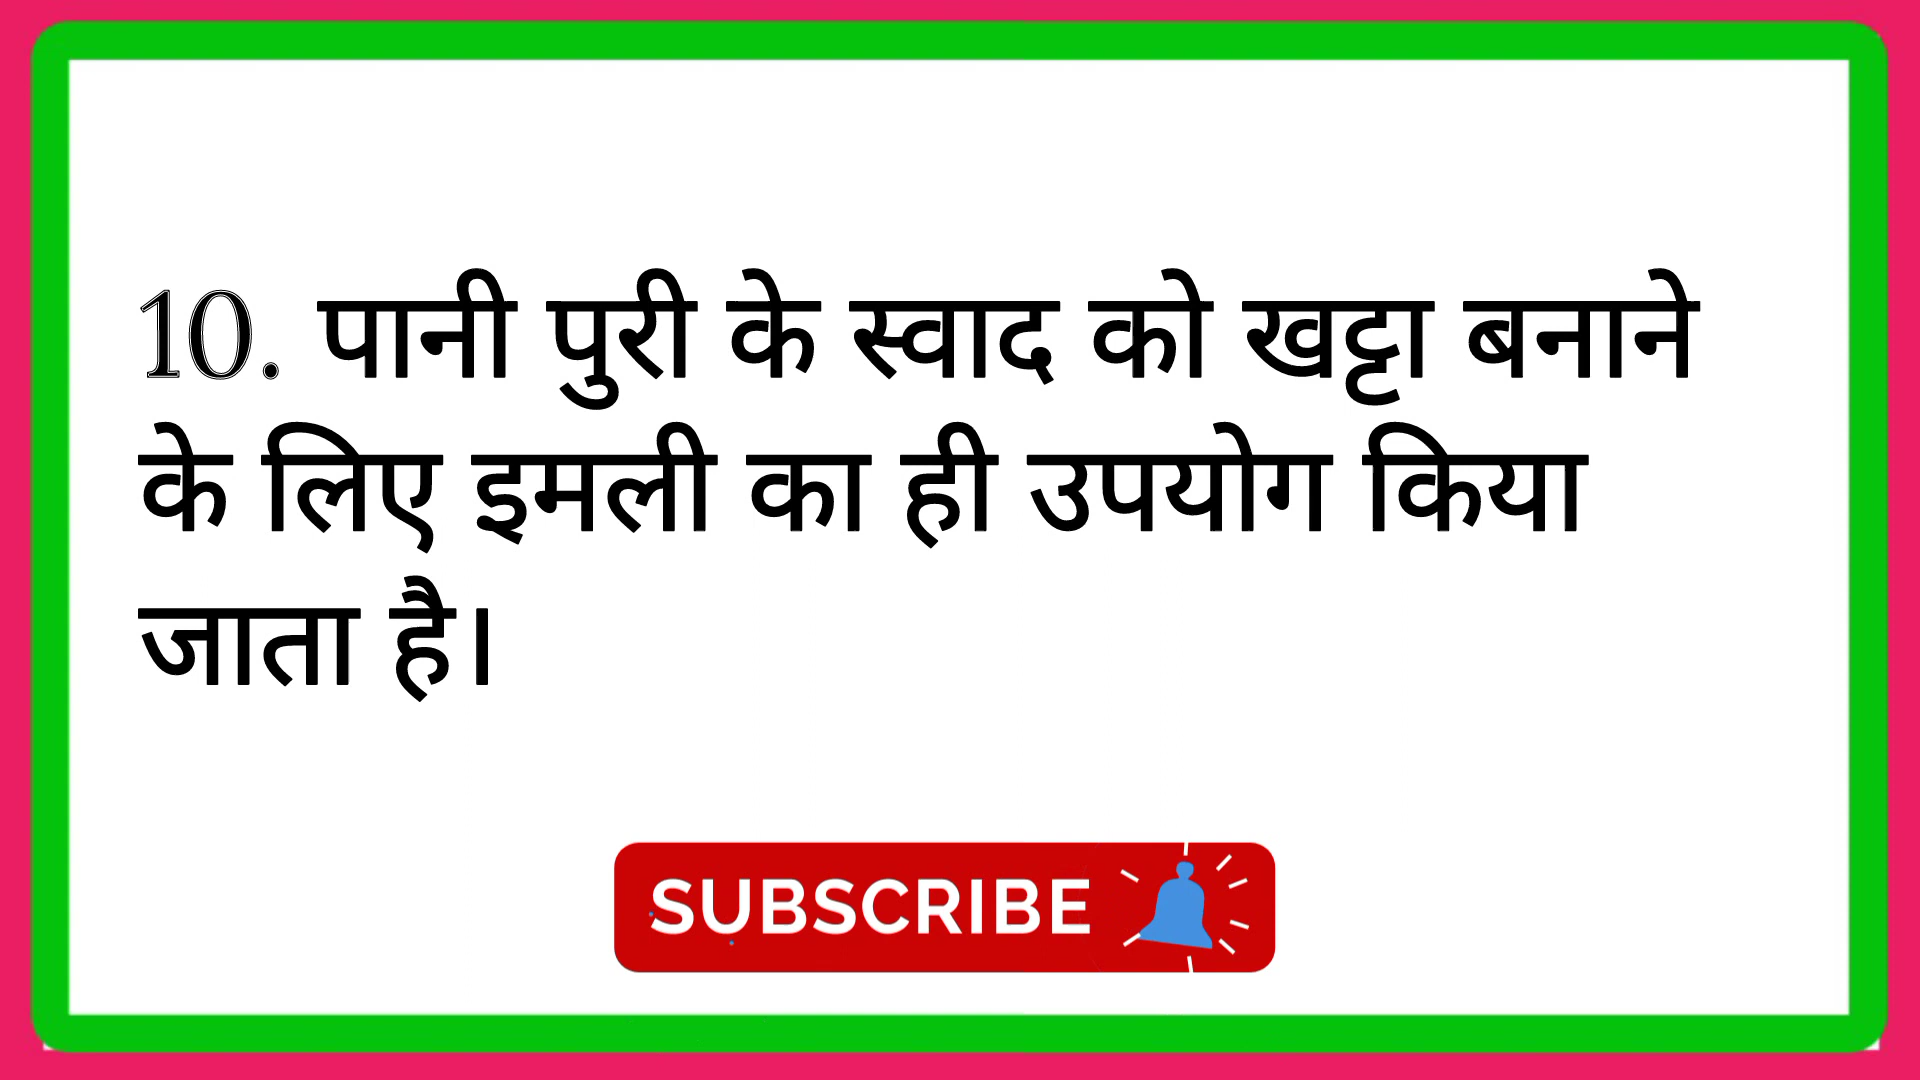 10. पानी पुरी के स्वाद को खट्टा बनाने
के लिए इमली का ही उपयोग किया
जाता है।
SUBSCRIBE